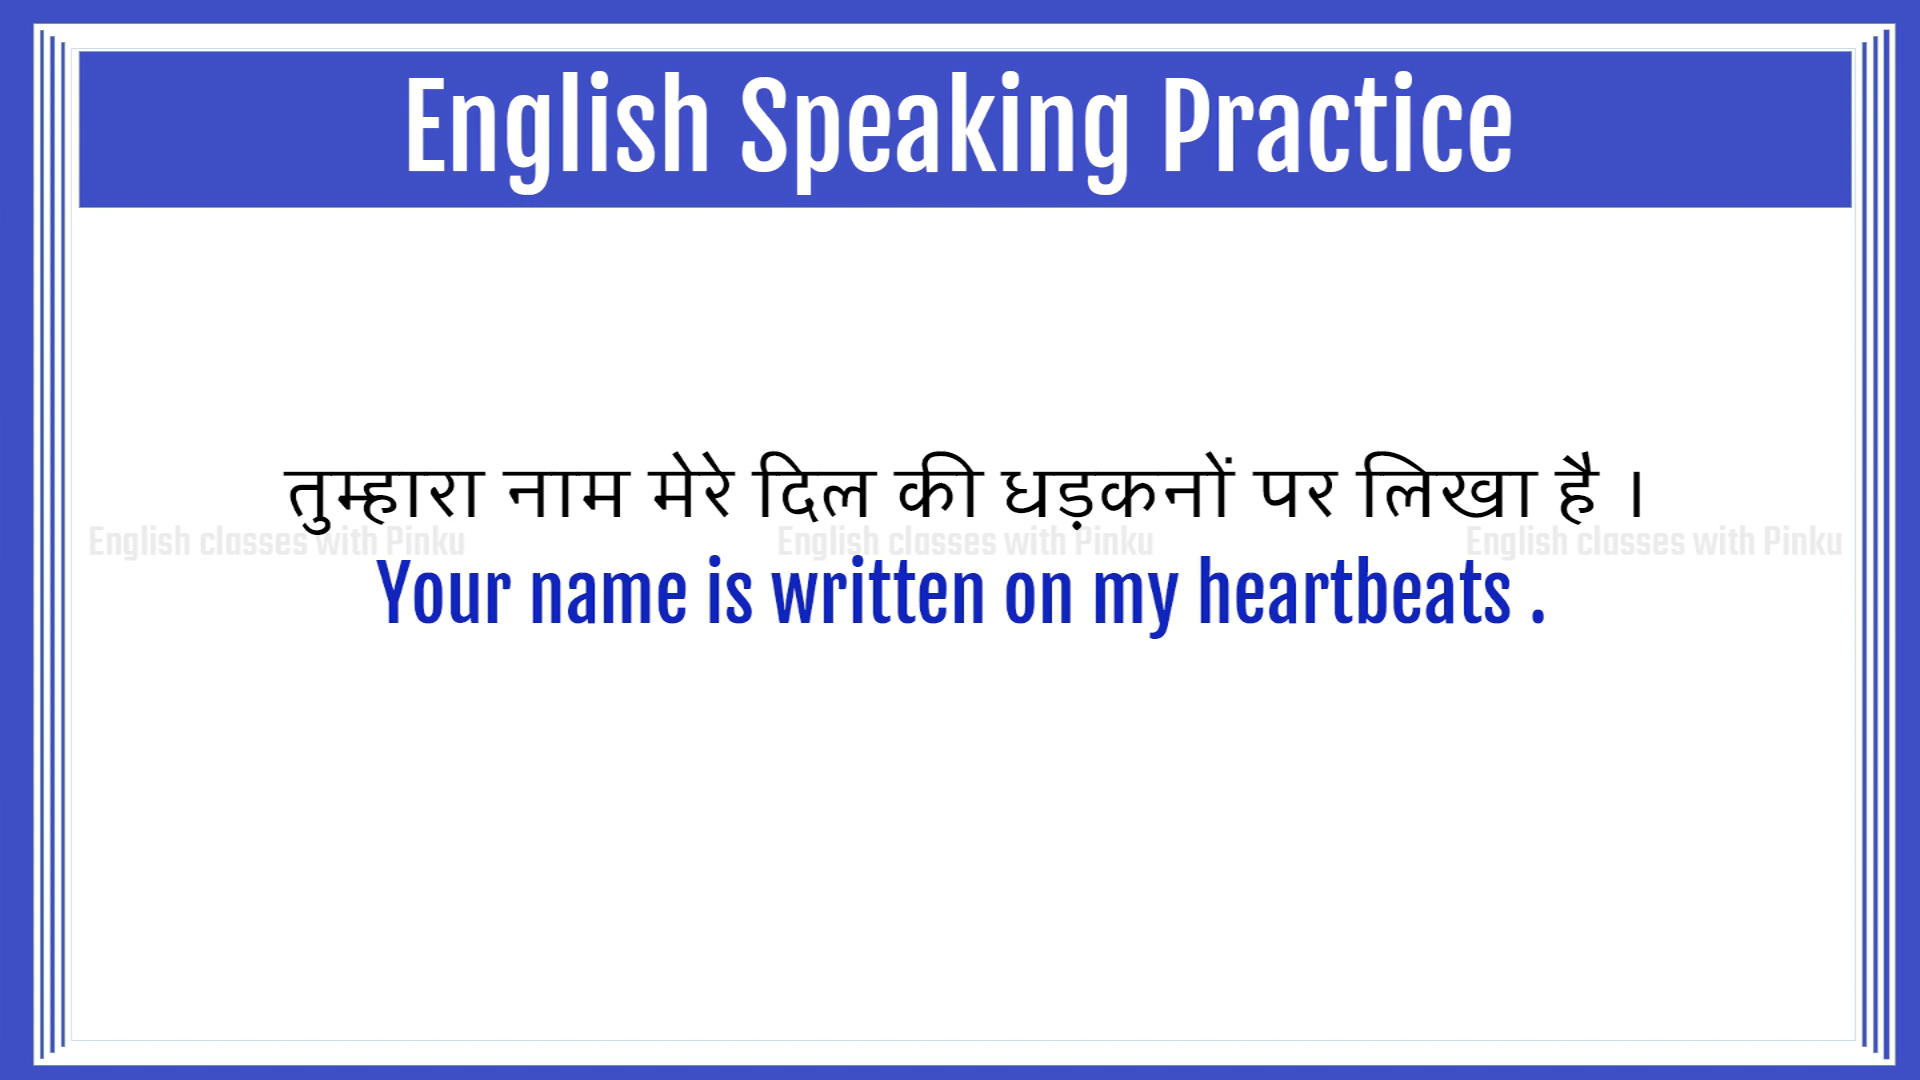 English Speaking Practice
तुम्हारा नाम मेरे दिल की धड़कनों पर लिखा है ।
English classes with Pinku English classes with Pinku English classes with Pinku
Your name is written on my heartbeats .